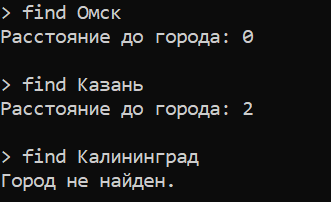 > find Омск
Расстояние до города: 0
> find Казань
Расстояние до города: 2
> find Калининград
Город не найден.